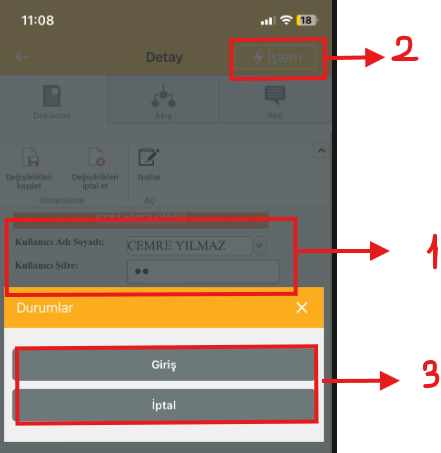 11:08
18
Detay
İşlem
2
Doküman
Akış
İleti
Değişiklikleri kaydet
Değişiklikleri iptal et
Notlar
Düzenleme
Aç
Kullanıcı Adı Soyadı:
CEMRE YILMAZ
1
Kullanıcı Şifre:
Durumlar
Giriş
İptal
3